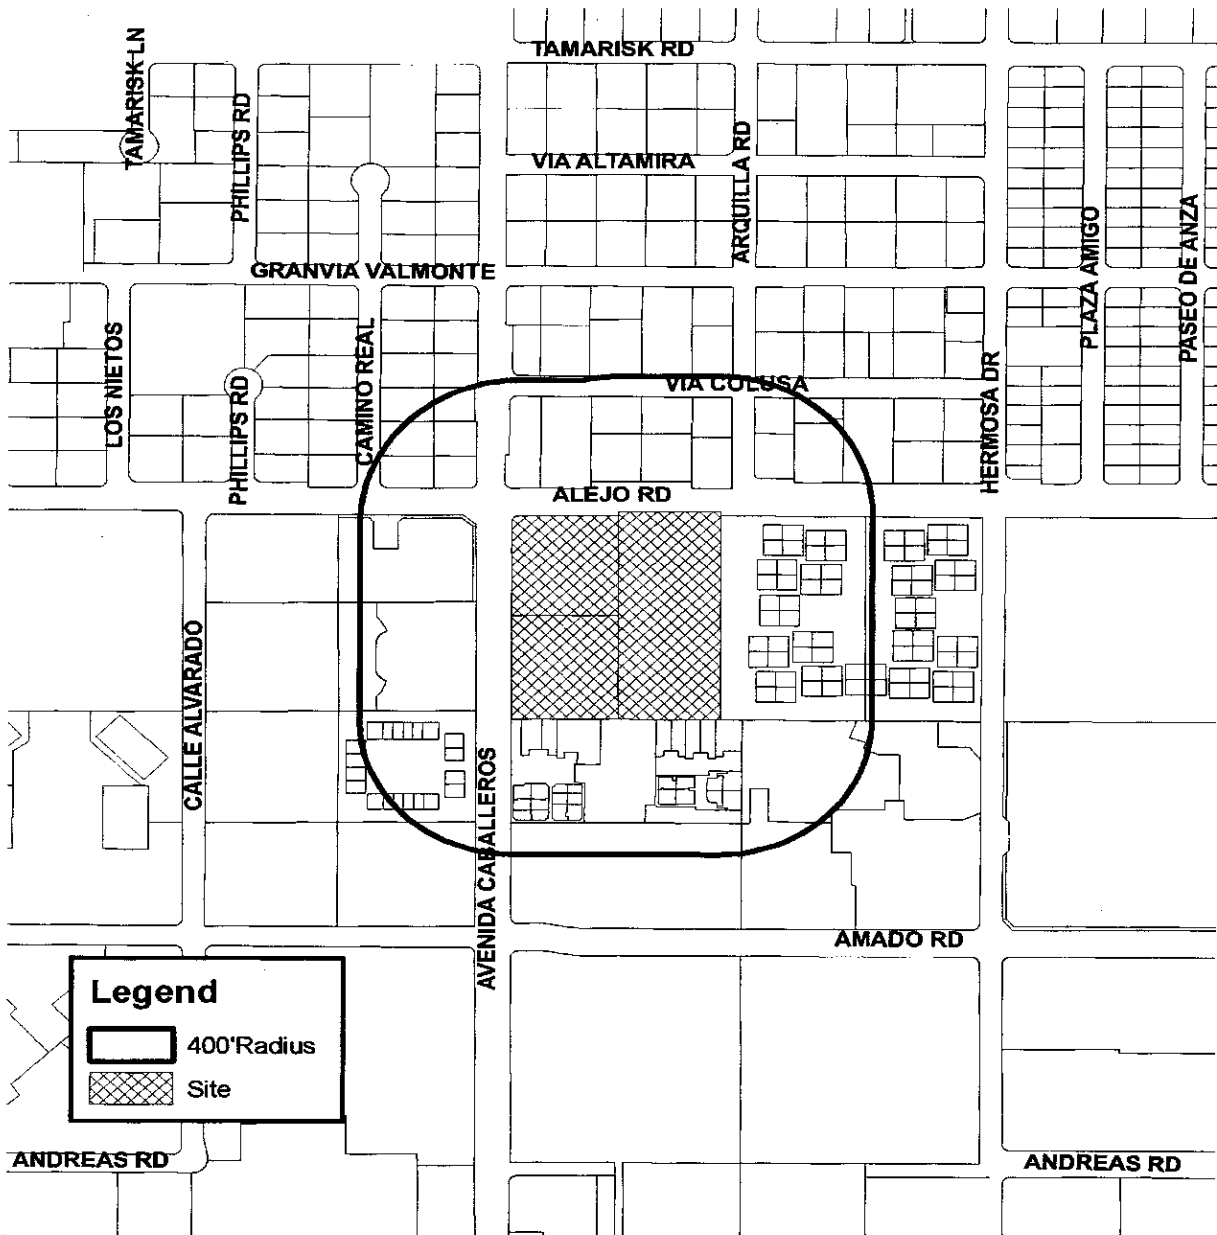 TAMARISK RD
TAMARISK LN
PHILLIPS RD
VIA ALTAMIRA
ARQUILLA RD
PLAZA AMIGO
PASEO DE ANZA
GRANVIA VALMONTE
LOS NIETOS
PHILLIPS RD
CAMINO REAL
VIA COLUSA
HERMOSA DR
ALEJO RD
CALLE ALVARADO
AVENIDA CABALLEROS
AMADO RD
Legend
400'Radius
Site
ANDREAS RD
ANDREAS RD